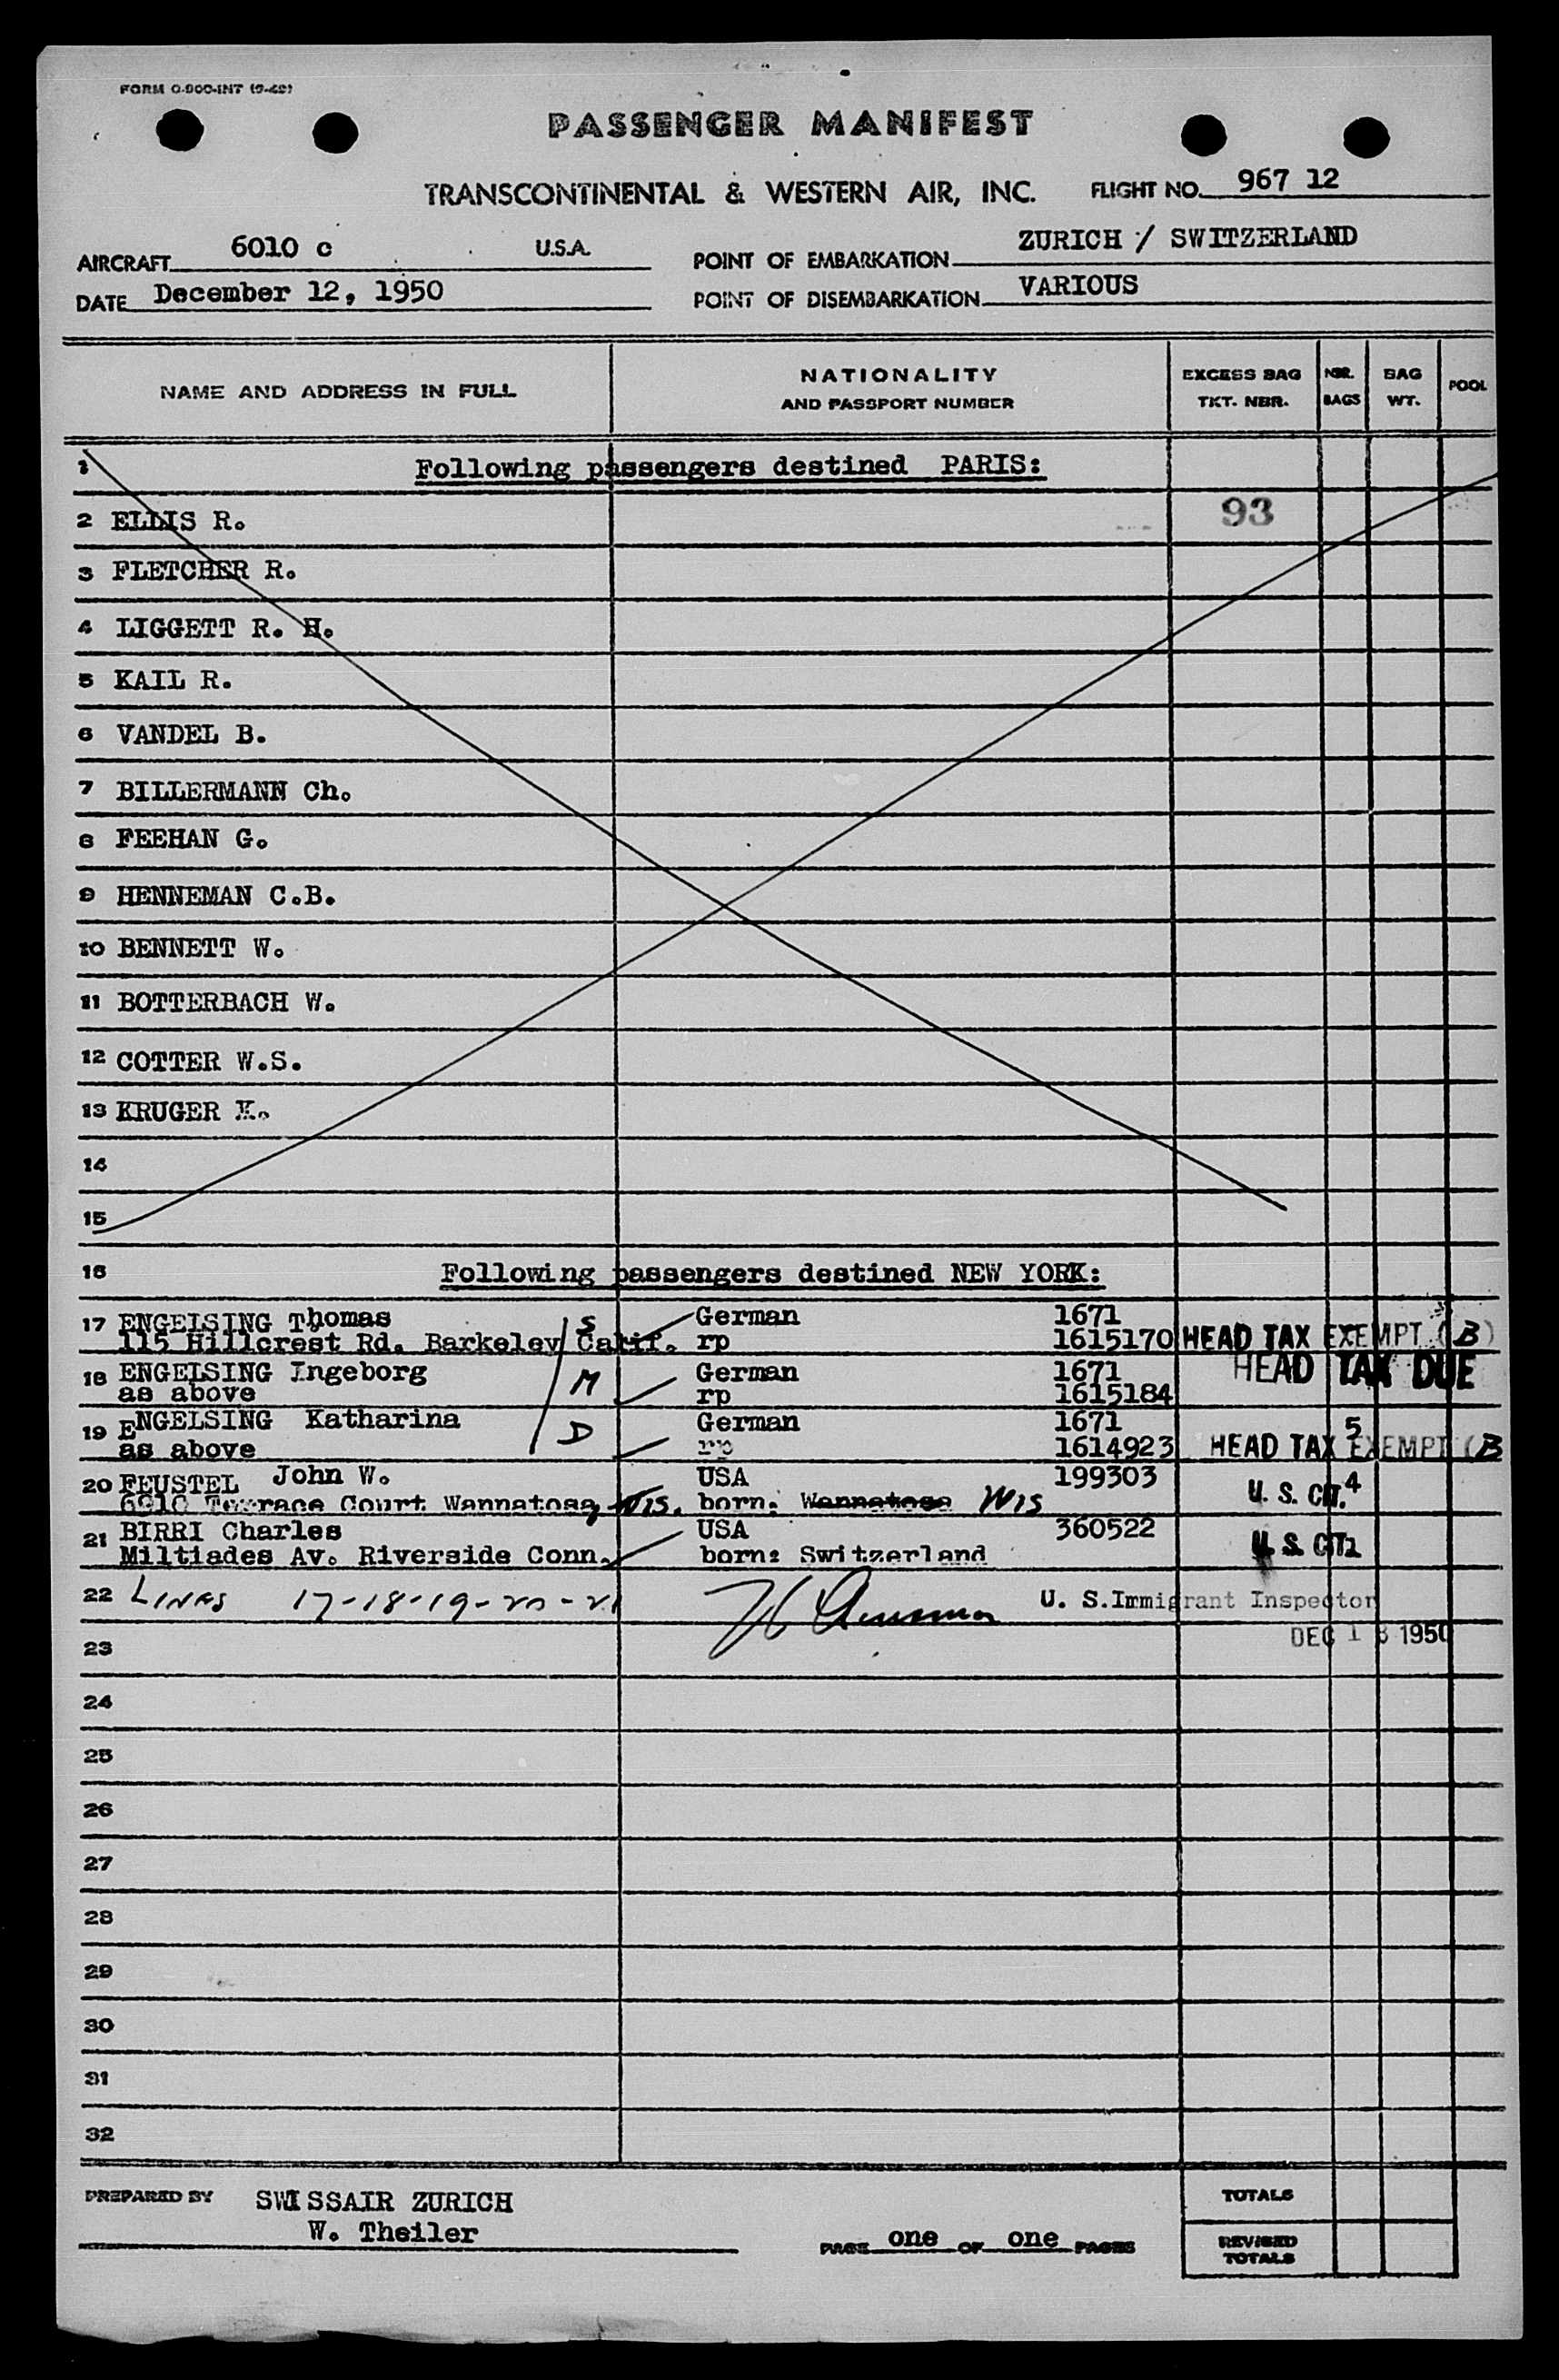 FORM O-900-INT (9-49)
PASSENGER MANIFEST
TRANSCONTINENTAL & WESTERN AIR, INC. FLIGHT NO. 967 12
AIRCRAFT 6010 c U.S.A. POINT OF EMBARKATION ZURICH / SWITZERLAND
DATE December 12, 1950 POINT OF DISEMBARKATION VARIOUS
NAME AND ADDRESS IN FULL NATIONALITY AND PASSPORT NUMBER EXCESS BAG TKT. NBR. NBR. BAGS BAG WT. POOL
1 Following passengers destined PARIS:
2 ELLIS R. 93
3 FLETCHER R.
4 LIGGETT R. H.
5 KAIL R.
6 VANDEL B.
7 BILLERMANN Ch.
8 FEEHAN G.
9 HENNEMAN C.B.
10 BENNETT W.
11 BOTTERBACH W.
12 COTTER W.S.
13 KRUGER K.
14
15
16 Following passengers destined NEW YORK:
17 ENGELSING Thomas S German 1671
115 Hillcrest Rd. Barkeley Calif. rp 1615170 HEAD TAX EXEMPT (B)
18 ENGELSING Ingeborg M German 1671 HEAD TAX DUE
as above rp 1615184
19 ENGELSING Katharina D German 1671 5
as above rp 1614923 HEAD TAX EXEMPT (B
20 FEUSTEL John W. USA 199303 U. S. CIT. 4
6910 Terrace Court Wannatosa, Wis. born: Wannatosa Wis
21 BIRRI Charles USA 360522 U. S. CIT.
Miltiades Av. Riverside Conn. born: Switzerland
22 LINES 17-18-19-20-21 U. S. Immigrant Inspector
23 DEC 13 1950
24
25
26
27
28
29
30
31
32
PREPARED BY SWISSAIR ZURICH TOTALS
W. Theiler PAGE one OF one PAGES REVISED TOTALS